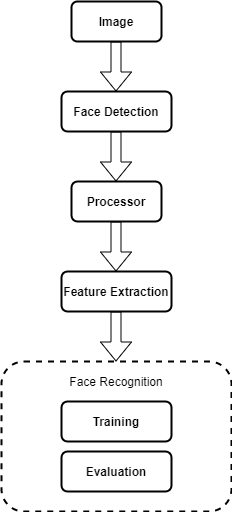 Image
Face Detection
Processor
Feature Extraction
Face Recognition
Training
Evaluation